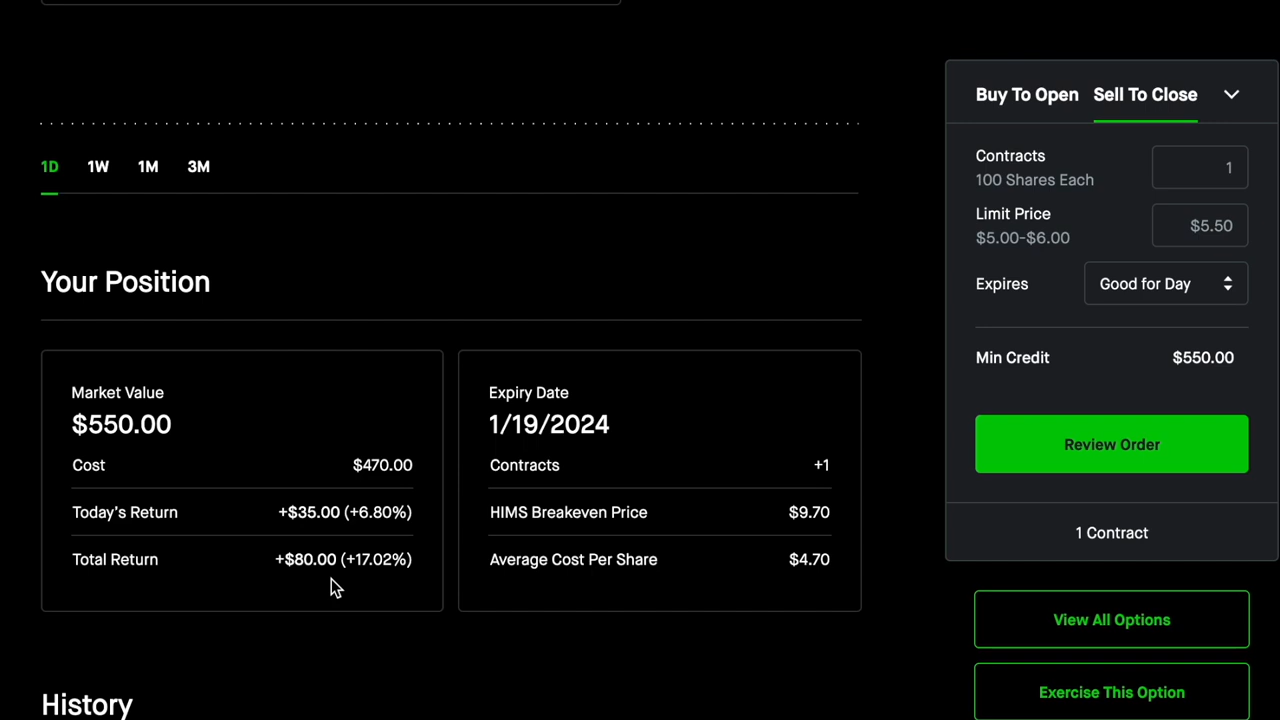 1D 1W 1M 3M
Your Position
Market Value
$550.00
Cost $470.00
Today's Return +$35.00 (+6.80%)
Total Return +$80.00 (+17.02%)
Expiry Date
1/19/2024
Contracts +1
HIMS Breakeven Price $9.70
Average Cost Per Share $4.70
History
Buy To Open Sell To Close
Contracts 1
100 Shares Each
Limit Price $5.50
$5.00-$6.00
Expires Good for Day
Min Credit $550.00
Review Order
1 Contract
View All Options
Exercise This Option